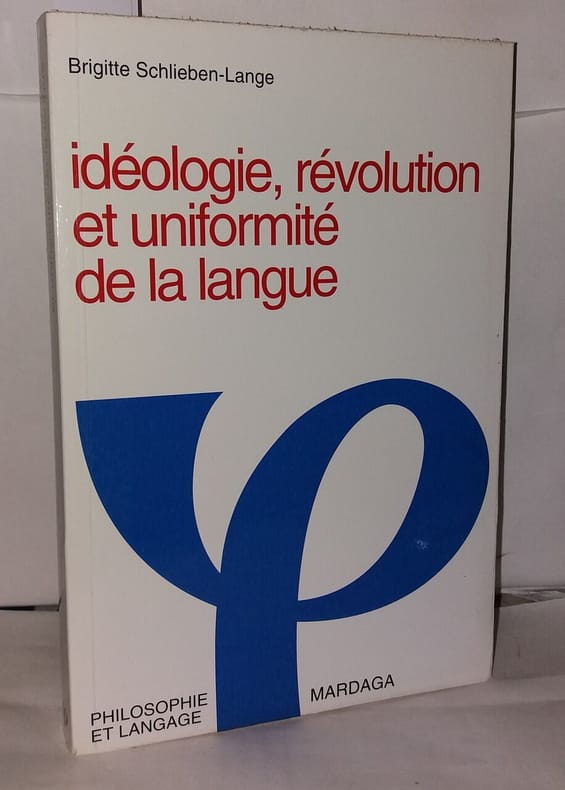 Brigitte Schlieben-Lange
idéologie, révolution
et uniformité
de la langue
φ
PHILOSOPHIE
ET LANGAGE
MARDAGA